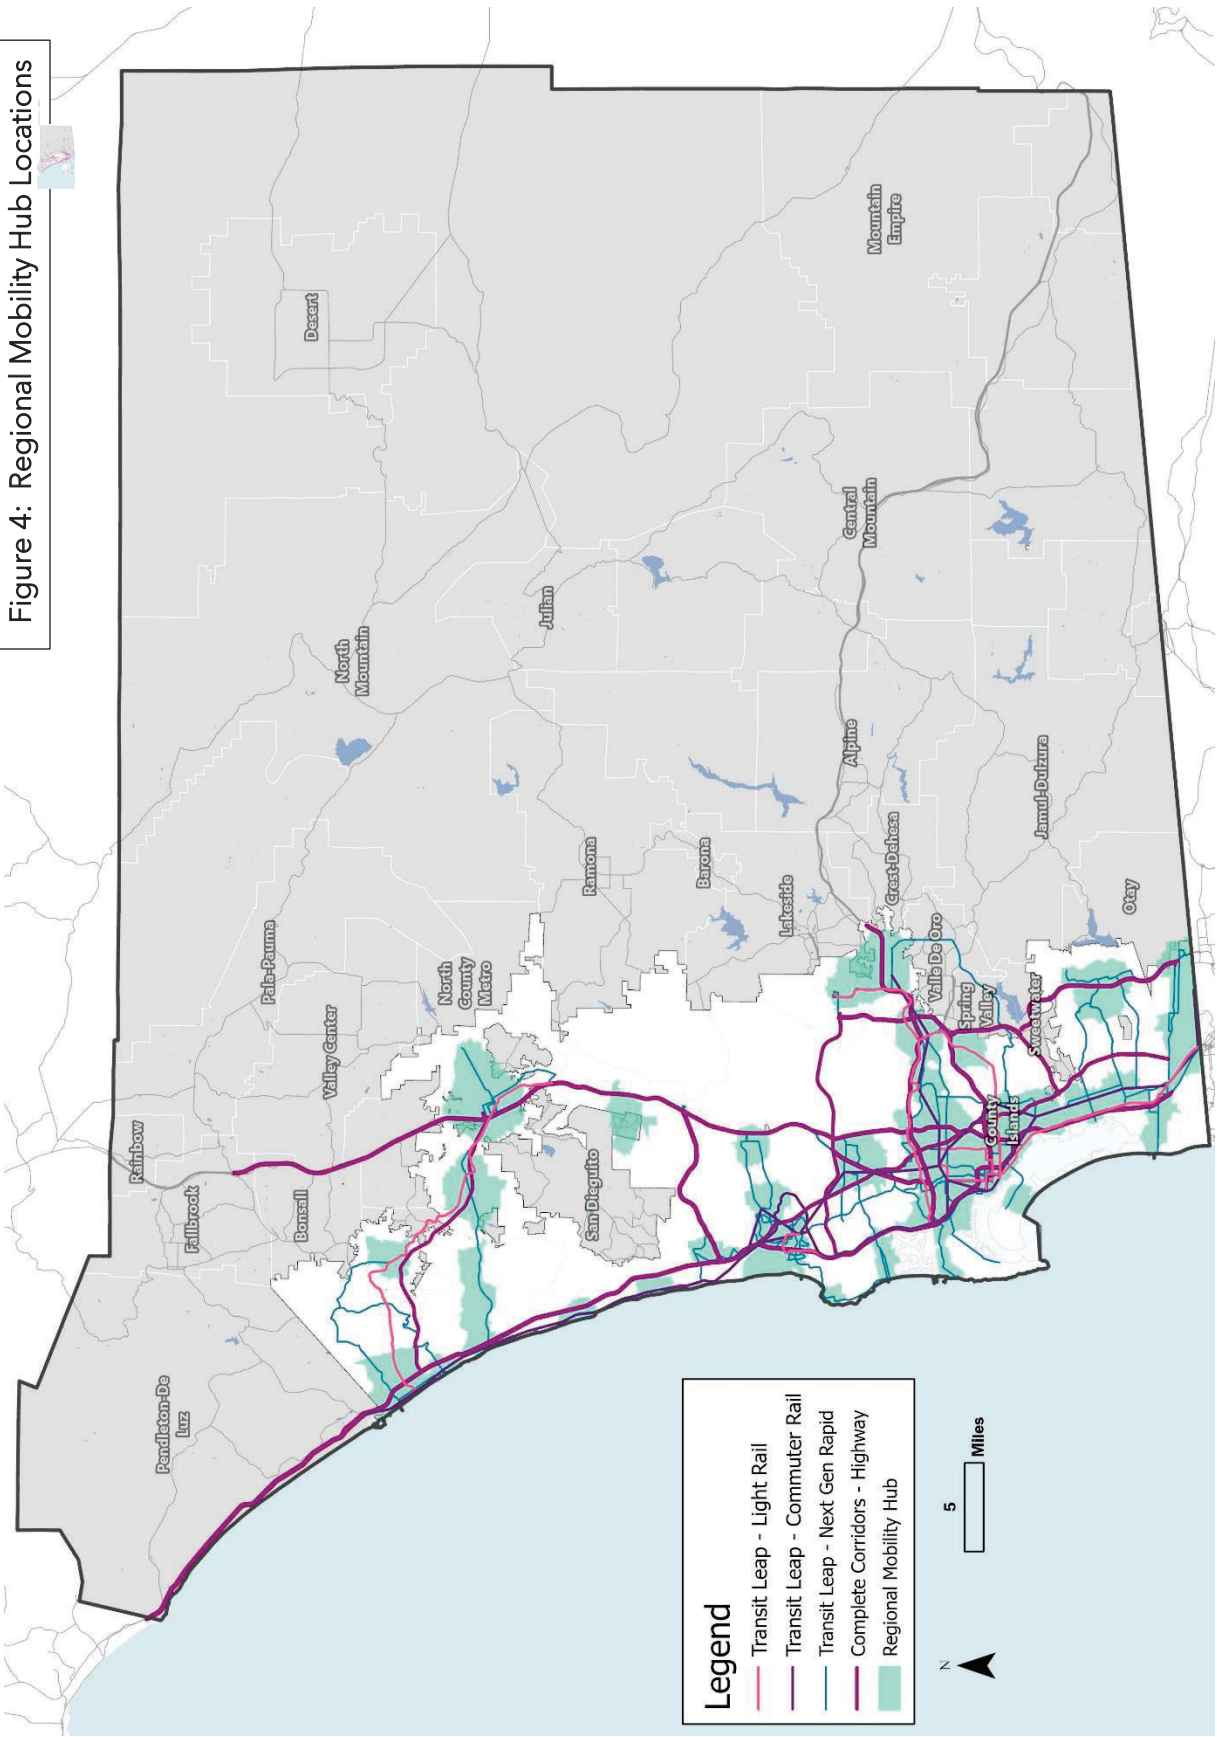 Figure 4: Regional Mobility Hub Locations
Rainbow
Fallbrook
Pendleton-De
Luz
Bonsall
Pala-Pauma
Valley Center
North
Mountain
Desert
North
County
Metro
Julian
San Dieguito
Ramona
Barona
Lakeside
Alpine
Central
Mountain
Mountain
Empire
Crest-Dehesa
Valle De Oro
Spring
Valley
Sweetwater
County
Islands
Jamul-Dulzura
Otay
Legend
Transit Leap - Light Rail
Transit Leap - Commuter Rail
Transit Leap - Next Gen Rapid
Complete Corridors - Highway
Regional Mobility Hub
N
5
Miles